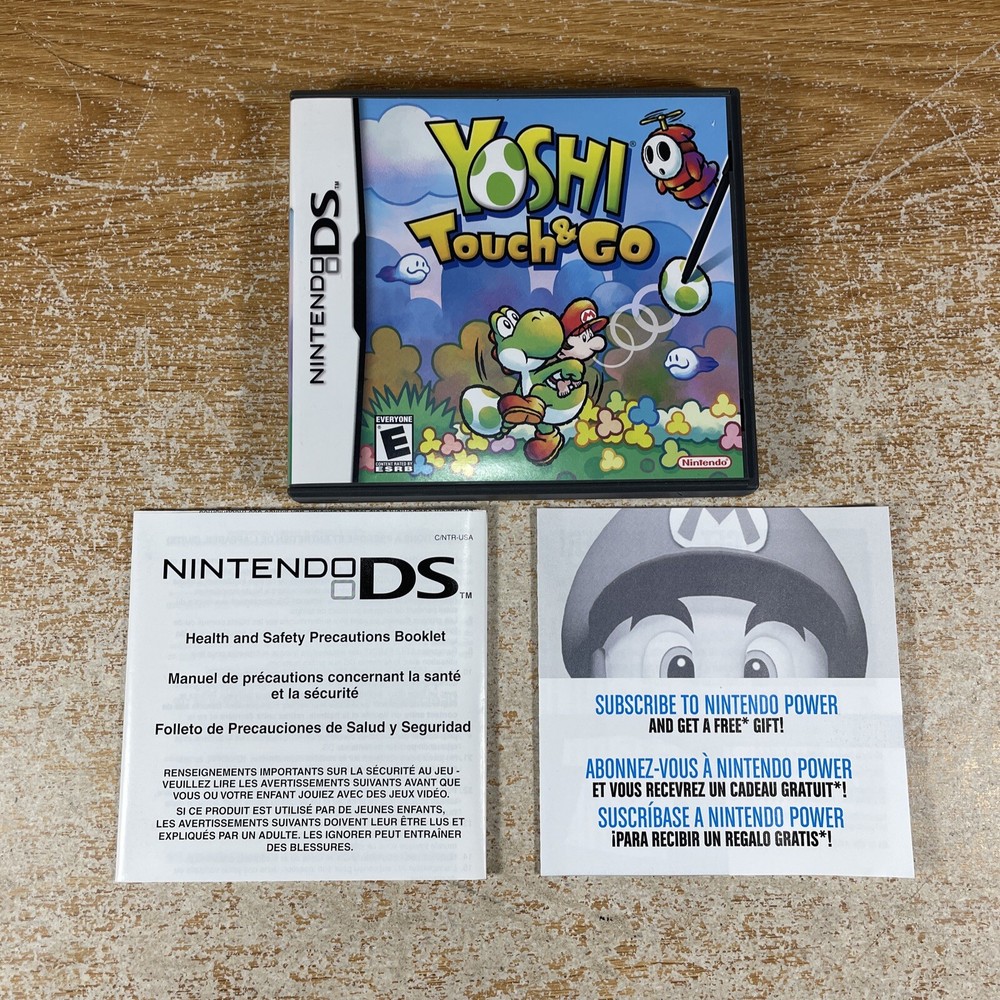 NINTENDO DS™
YOSHI®
Touch & GO
EVERYONE
E
CONTENT RATED BY
ESRB
Nintendo®
C/NTR-USA
NINTENDO DS™
Health and Safety Precautions Booklet
Manuel de précautions concernant la santé
et la sécurité
Folleto de Precauciones de Salud y Seguridad
RENSEIGNEMENTS IMPORTANTS SUR LA SÉCURITÉ AU JEU -
VEUILLEZ LIRE LES AVERTISSEMENTS SUIVANTS AVANT QUE
VOUS OU VOTRE ENFANT JOUIEZ AVEC DES JEUX VIDÉO.
SI CE PRODUIT EST UTILISÉ PAR DE JEUNES ENFANTS,
LES AVERTISSEMENTS SUIVANTS DOIVENT LEUR ÊTRE LUS ET
EXPLIQUÉS PAR UN ADULTE. LES IGNORER PEUT ENTRAÎNER
DES BLESSURES.
M
SUBSCRIBE TO NINTENDO POWER
AND GET A FREE* GIFT!
ABONNEZ-VOUS À NINTENDO POWER
ET VOUS RECEVREZ UN CADEAU GRATUIT*!
SUSCRÍBASE A NINTENDO POWER
¡PARA RECIBIR UN REGALO GRATIS*!